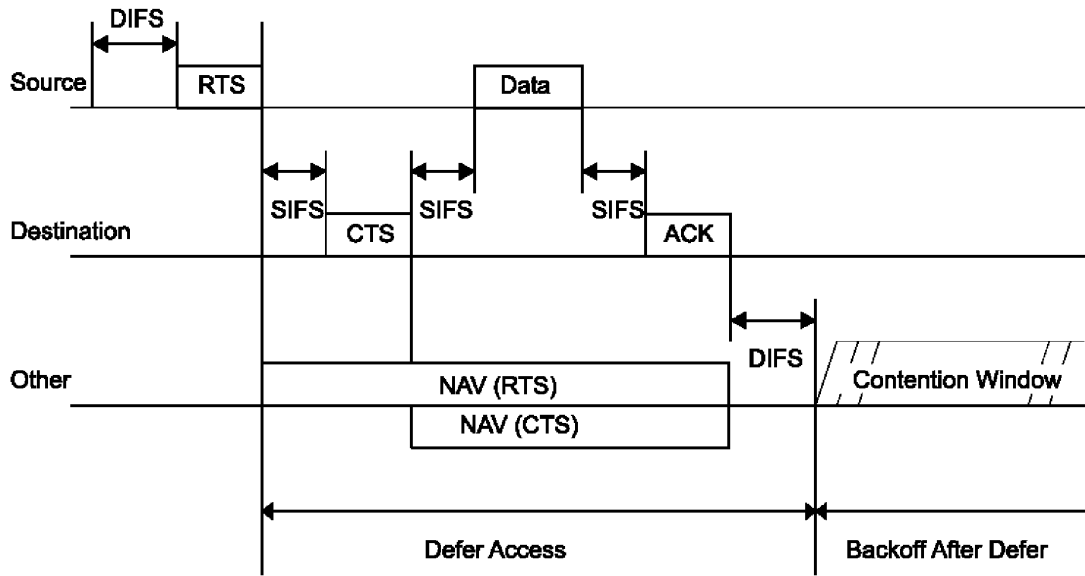 DIFS
Source
RTS
Data
SIFS
SIFS
SIFS
Destination
CTS
ACK
DIFS
Other
NAV (RTS)
Contention Window
NAV (CTS)
Defer Access
Backoff After Defer